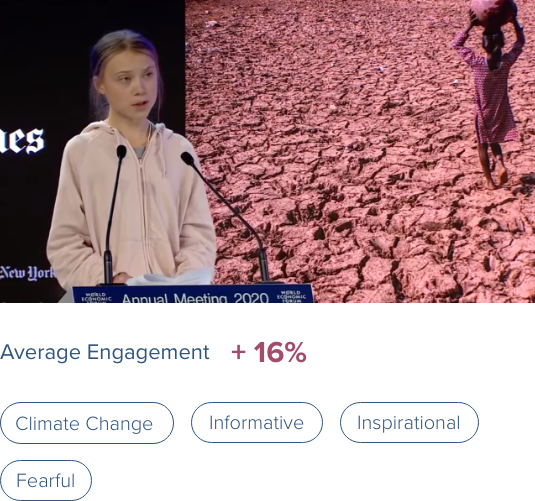 New York
WORLD
ECONOMIC
FORUM
Annual Meeting 2020
WORLD
ECONOMIC
FORUM
Average Engagement + 16%
Climate Change Informative Inspirational
Fearful